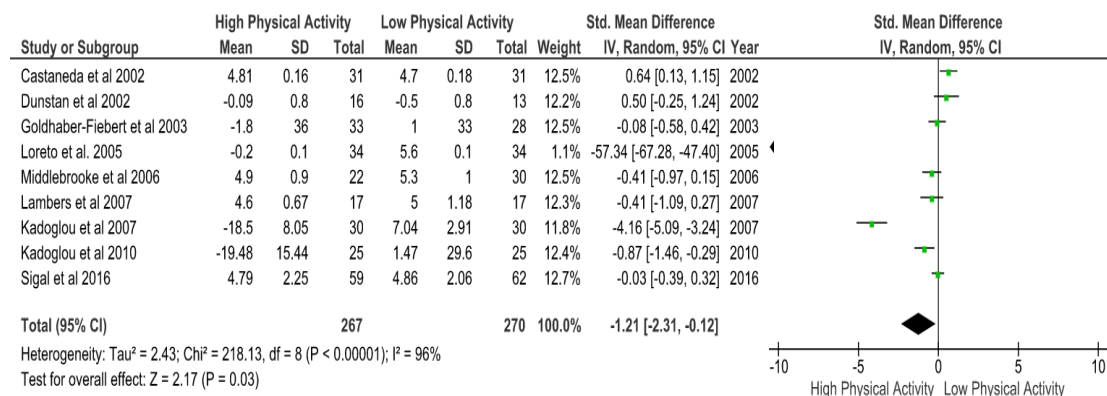 High Physical Activity Low Physical Activity Std. Mean Difference Std. Mean Difference
Study or Subgroup Mean SD Total Mean SD Total Weight IV, Random, 95% CI Year IV, Random, 95% CI
Castaneda et al 2002 4.81 0.16 31 4.7 0.18 31 12.5% 0.64 [0.13, 1.15] 2002
Dunstan et al 2002 -0.09 0.8 16 -0.5 0.8 13 12.2% 0.50 [-0.25, 1.24] 2002
Goldhaber-Fiebert et al 2003 -1.8 36 33 1 33 28 12.5% -0.08 [-0.58, 0.42] 2003
Loreto et al. 2005 -0.2 0.1 34 5.6 0.1 34 1.1% -57.34 [-67.28, -47.40] 2005
Middlebrooke et al 2006 4.9 0.9 22 5.3 1 30 12.5% -0.41 [-0.97, 0.15] 2006
Lambers et al 2007 4.6 0.67 17 5 1.18 17 12.3% -0.41 [-1.09, 0.27] 2007
Kadoglou et al 2007 -18.5 8.05 30 7.04 2.91 30 11.8% -4.16 [-5.09, -3.24] 2007
Kadoglou et al 2010 -19.48 15.44 25 1.47 29.6 25 12.4% -0.87 [-1.46, -0.29] 2010
Sigal et al 2016 4.79 2.25 59 4.86 2.06 62 12.7% -0.03 [-0.39, 0.32] 2016
Total (95% CI) 267 270 100.0% -1.21 [-2.31, -0.12]
Heterogeneity: Tau² = 2.43; Chi² = 218.13, df = 8 (P < 0.00001); I² = 96%
Test for overall effect: Z = 2.17 (P = 0.03)
-10 -5 0 5 10
High Physical Activity Low Physical Activity